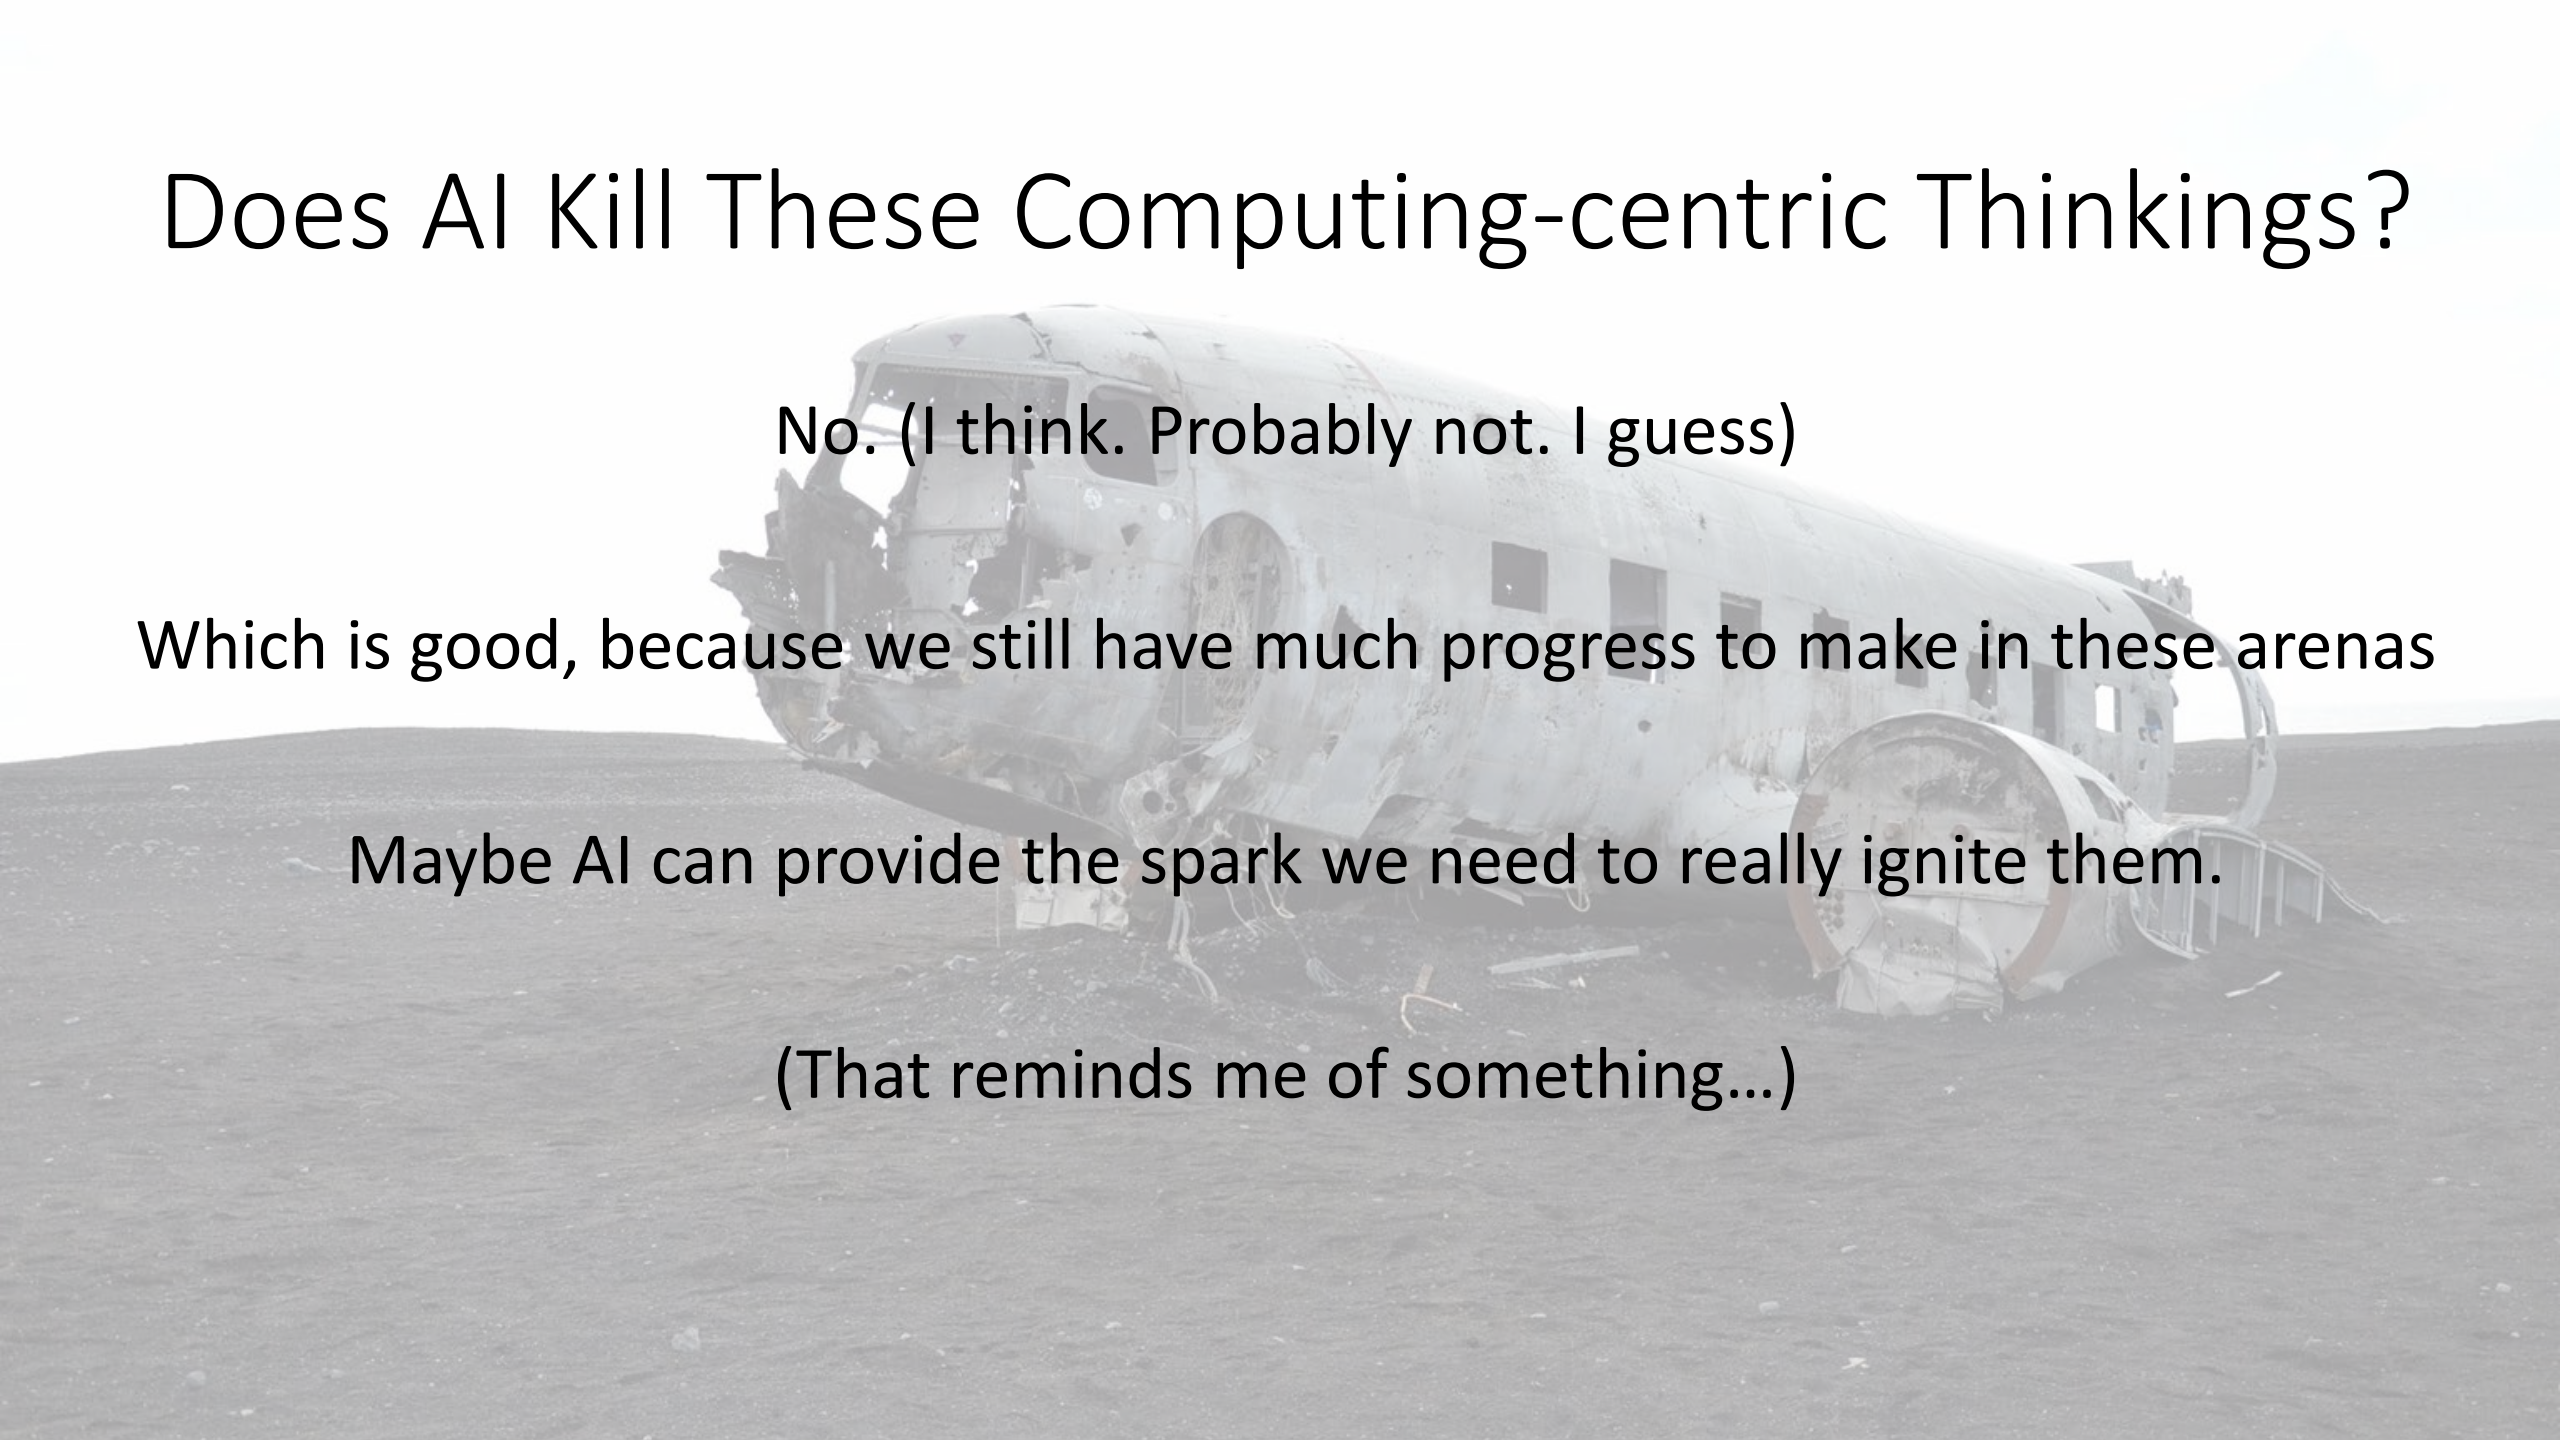 Does AI Kill These Computing-centric Thinkings?
No. (I think. Probably not. I guess)
Which is good, because we still have much progress to make in these arenas
Maybe AI can provide the spark we need to really ignite them.
(That reminds me of something…)